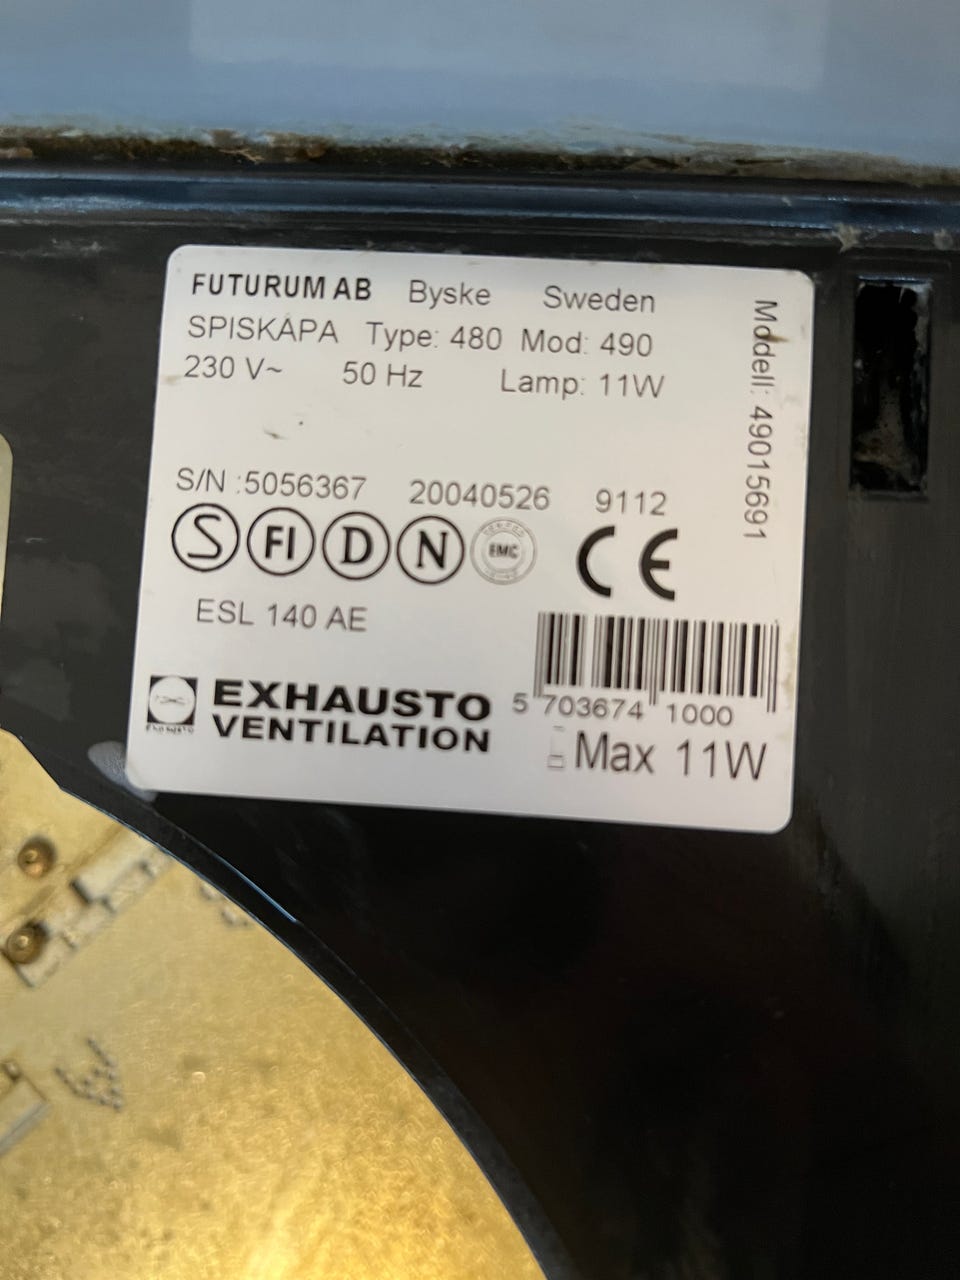 FUTURUM AB Byske Sweden
SPISKÅPA Type: 480 Mod: 490
230 V~ 50 Hz Lamp: 11W
S/N :5056367 20040526 9112
S FI D N EMC CE
ESL 140 AE
EXHAUSTO
VENTILATION
5 703674 1000
Max 11W
Modell: 49015691